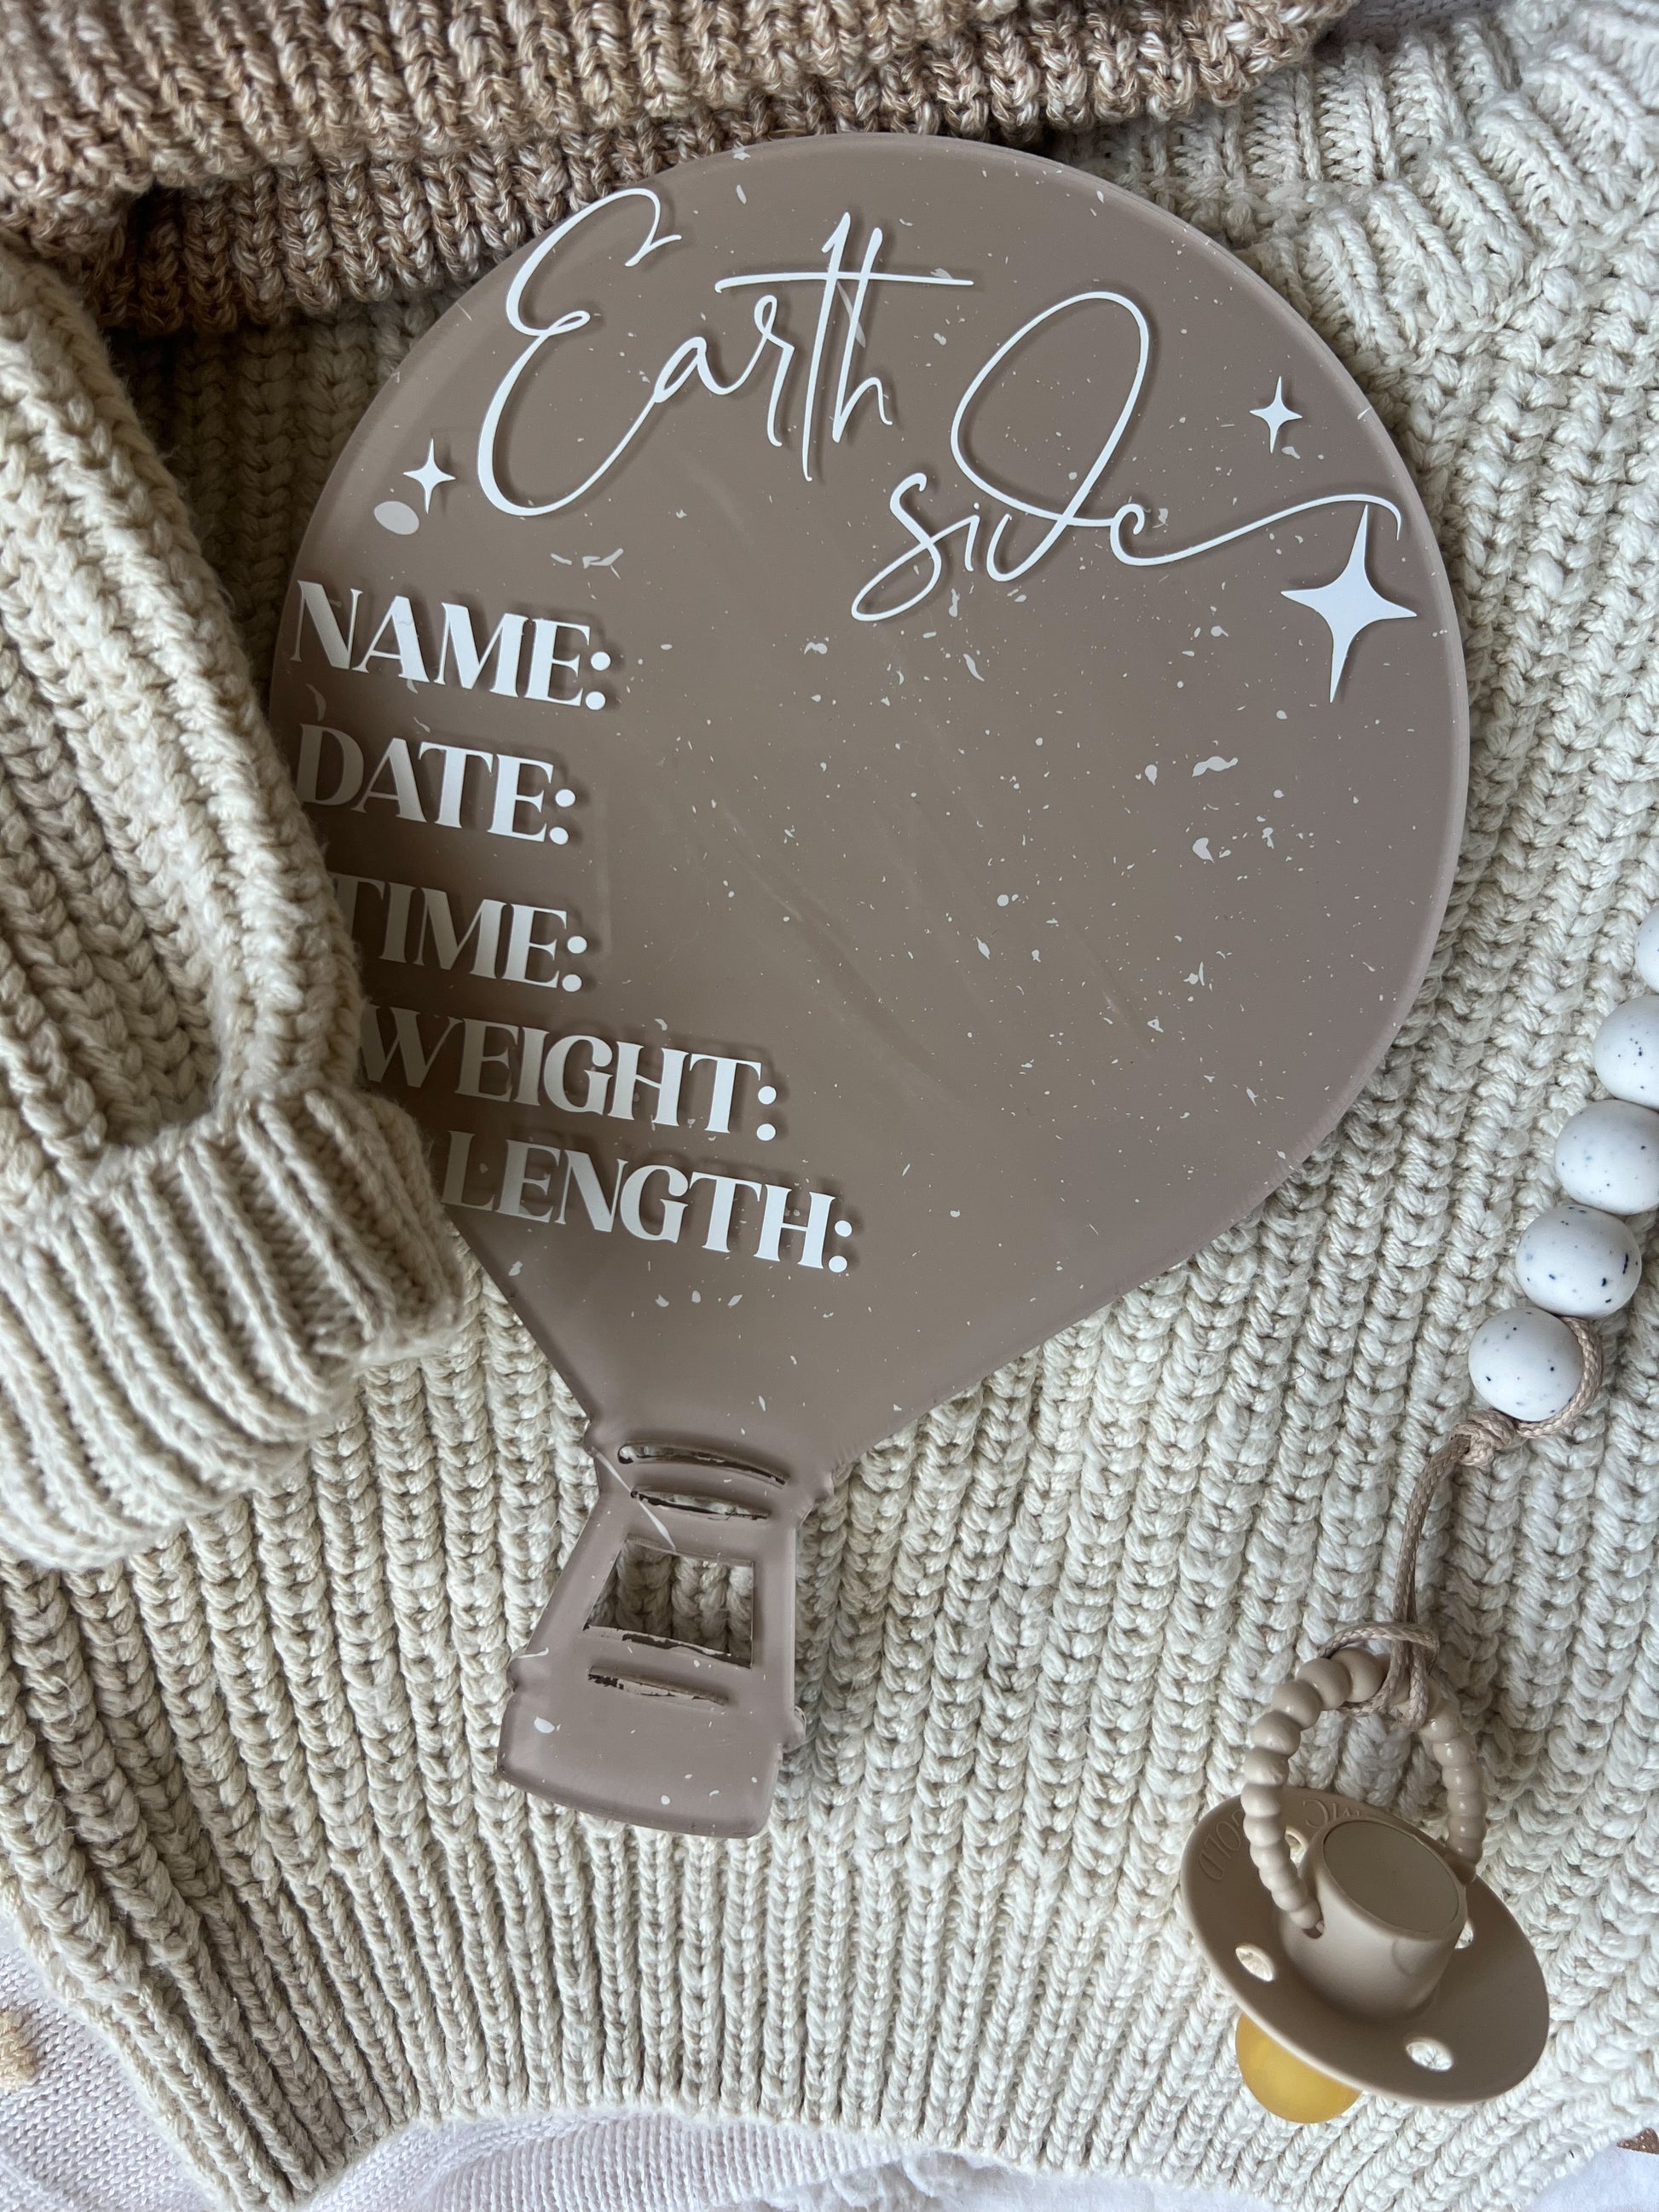 Earth
side
NAME:
DATE:
TIME:
WEIGHT:
LENGTH: